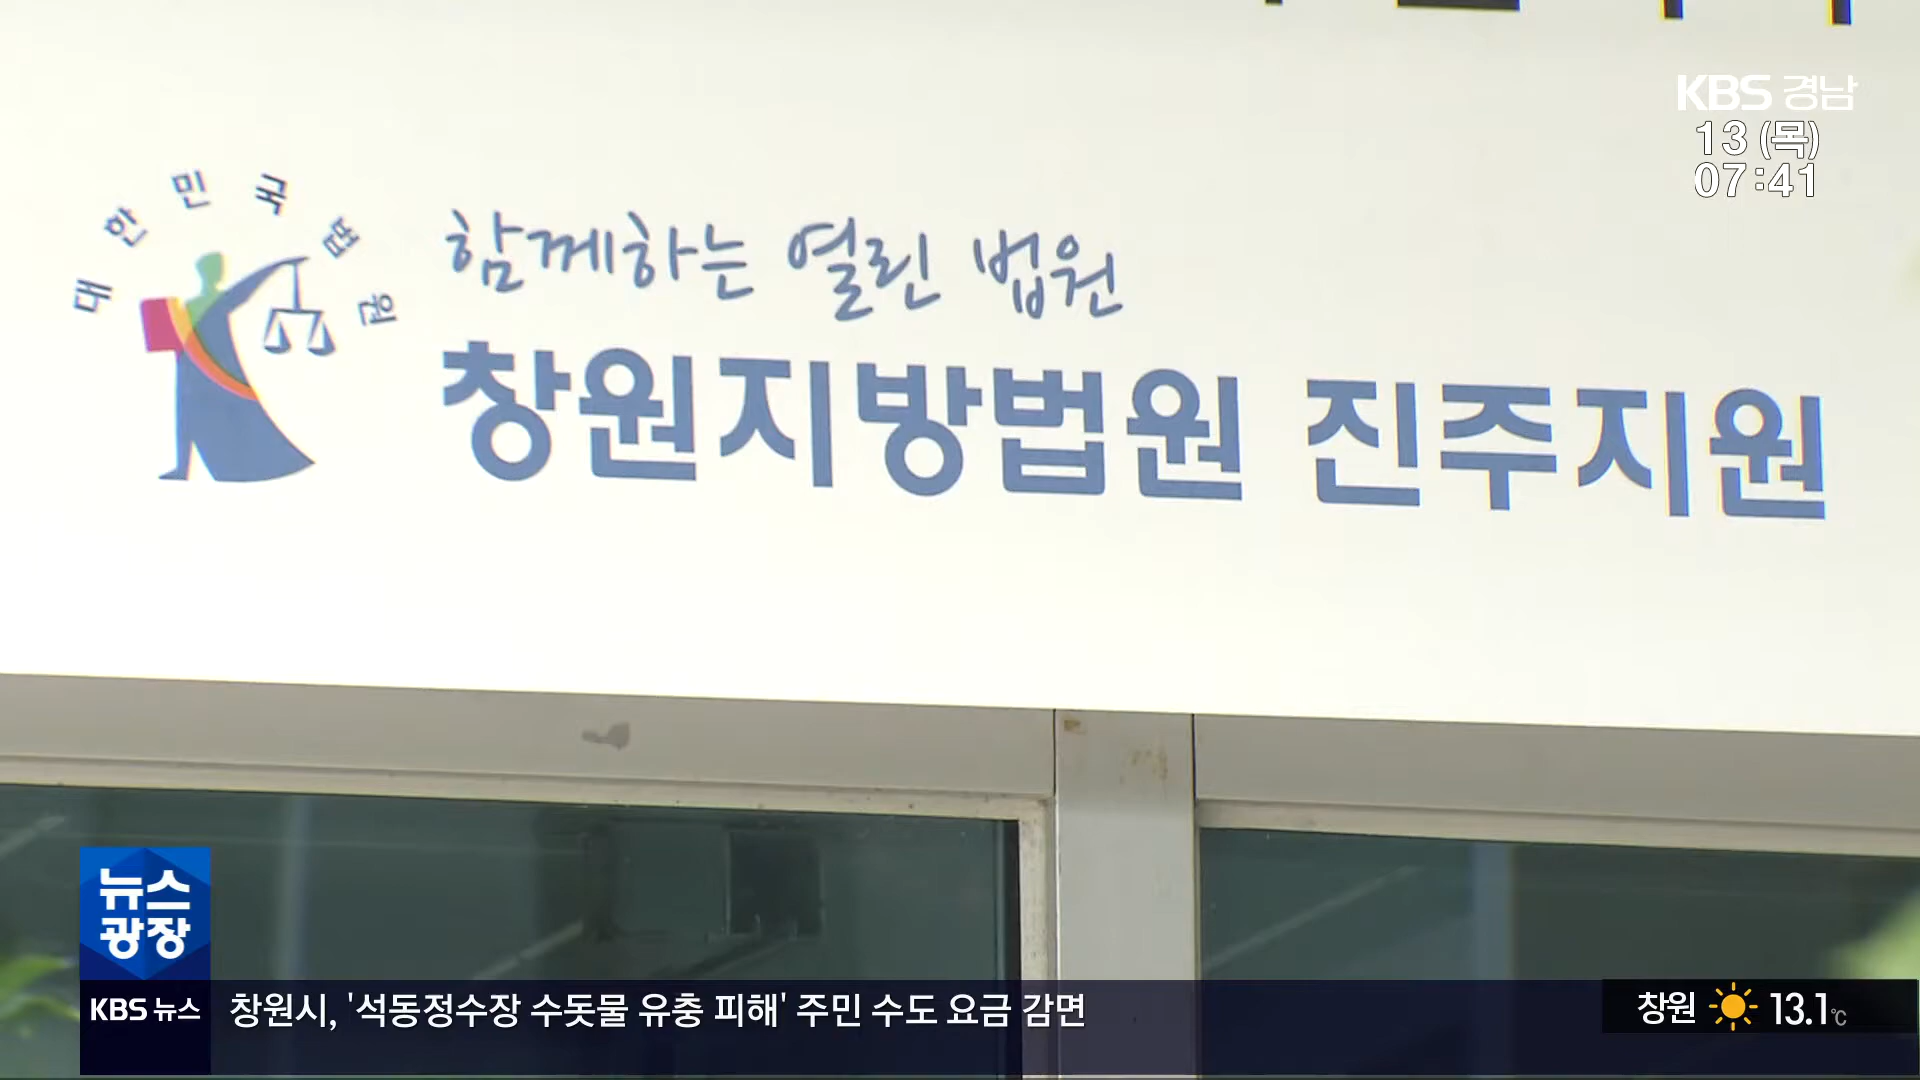 KBS 경남
13 (목)
07:41
대한민국법원
함께하는 열린 법원
창원지방법원 진주지원
뉴스
광장
KBS 뉴스
창원시, '석동정수장 수돗물 유충 피해' 주민 수도 요금 감면
창원 13.1℃